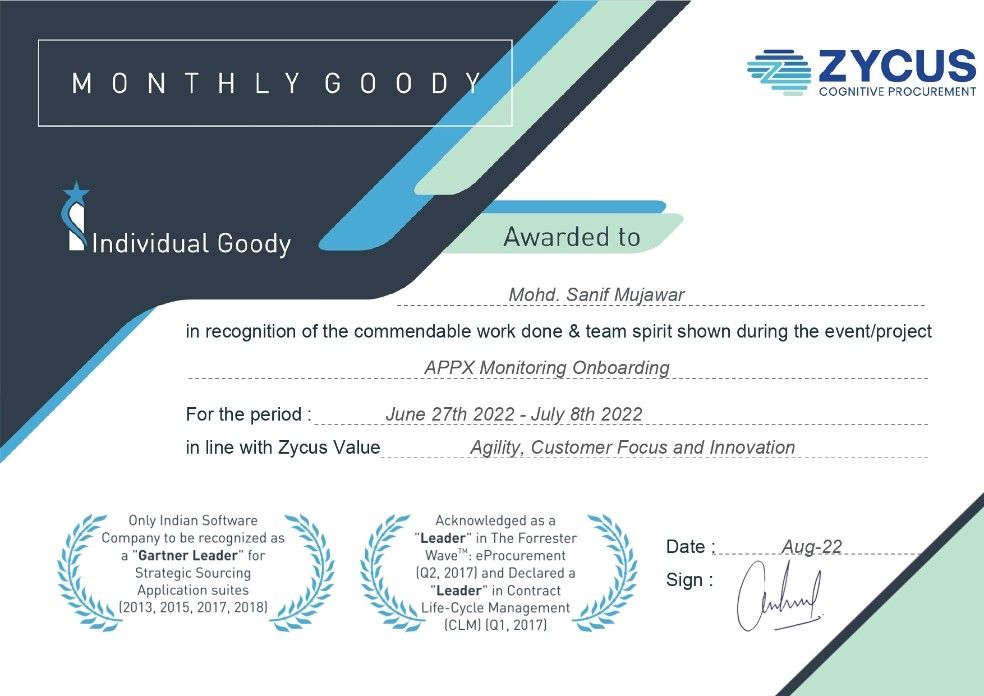 MONTHLY GOODY
ZYCUS
COGNITIVE PROCUREMENT
Individual Goody
Awarded to
Mohd. Sanif Mujawar
in recognition of the commendable work done & team spirit shown during the event/project
APPX Monitoring Onboarding
For the period : June 27th 2022 - July 8th 2022
in line with Zycus Value Agility, Customer Focus and Innovation
Only Indian Software
Company to be recognized as
a "Gartner Leader" for
Strategic Sourcing
Application suites
(2013, 2015, 2017, 2018)
Acknowledged as a
"Leader" in The Forrester
Wave™: eProcurement
(Q2, 2017) and Declared a
"Leader" in Contract
Life-Cycle Management
(CLM) (Q1, 2017)
Date : Aug-22
Sign :